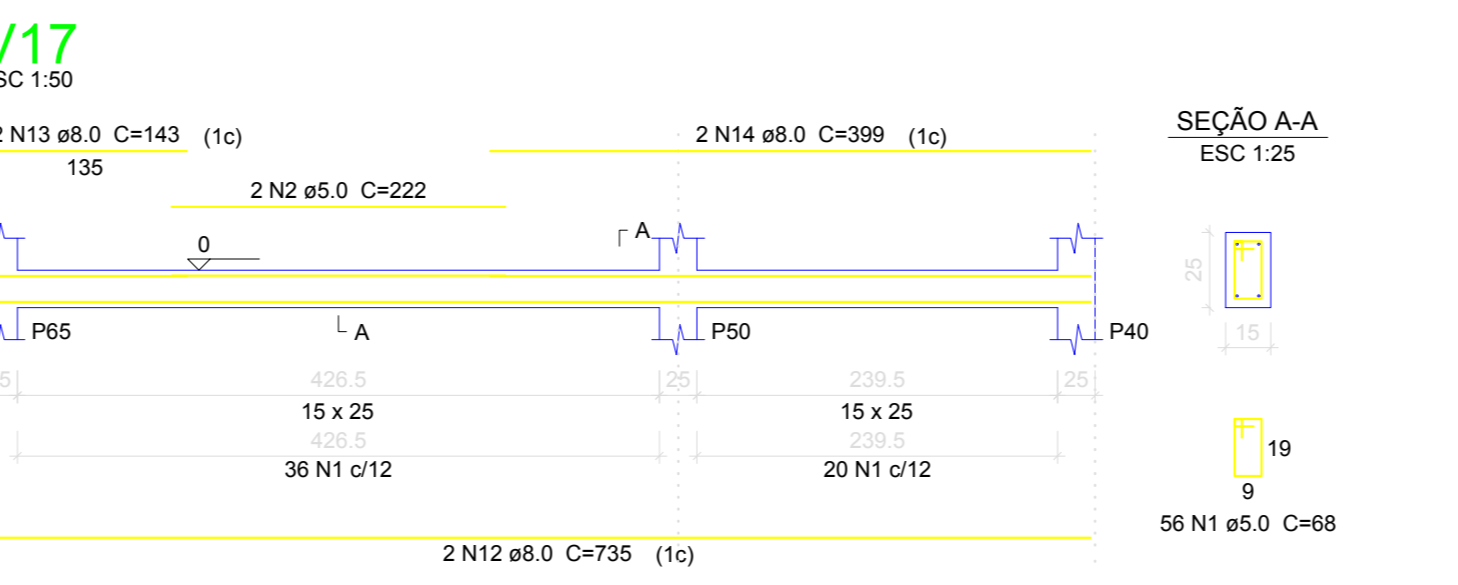 /17
SC 1:50
2 N13 ø8.0 C=143 (1c)
135
2 N14 ø8.0 C=399 (1c)
SEÇÃO A-A
ESC 1:25
2 N2 ø5.0 C=222
0
A
25
15
A
P65
P50
P40
5
426.5
25
239.5
25
15 x 25
15 x 25
426.5
239.5
36 N1 c/12
20 N1 c/12
19
9
56 N1 ø5.0 C=68
2 N12 ø8.0 C=735 (1c)